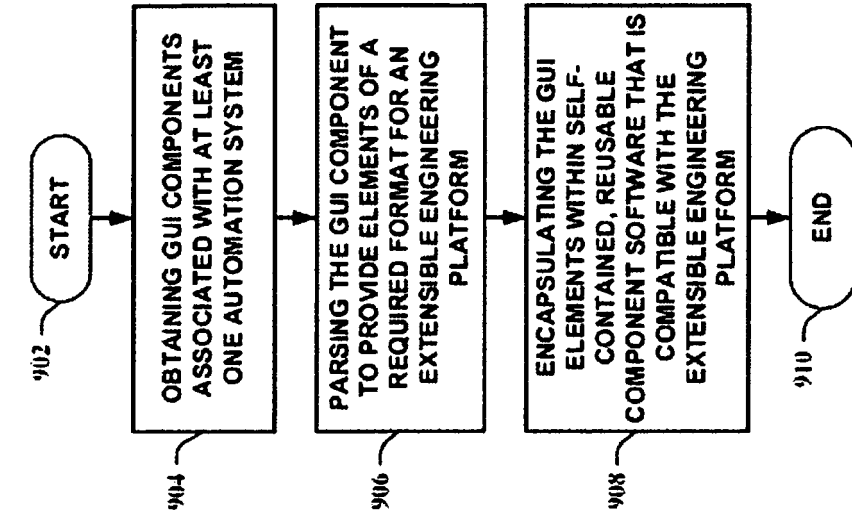 START
902
OBTAINING GUI COMPONENTS
ASSOCIATED WITH AT LEAST
ONE AUTOMATION SYSTEM
904
PARSING THE GUI COMPONENT
TO PROVIDE ELEMENTS OF A
REQUIRED FORMAT FOR AN
EXTENSIBLE ENGINEERING
PLATFORM
906
ENCAPSULATING THE GUI
ELEMENTS WITHIN SELF-
CONTAINED, REUSABLE
COMPONENT SOFTWARE THAT IS
COMPATIBLE WITH THE
EXTENSIBLE ENGINEERING
PLATFORM
908
END
910